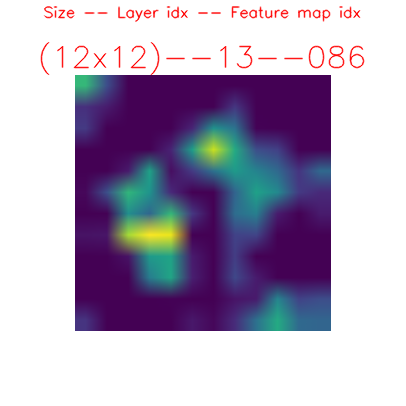 Size -- Layer idx -- Feature map idx
(12x12)--13--086